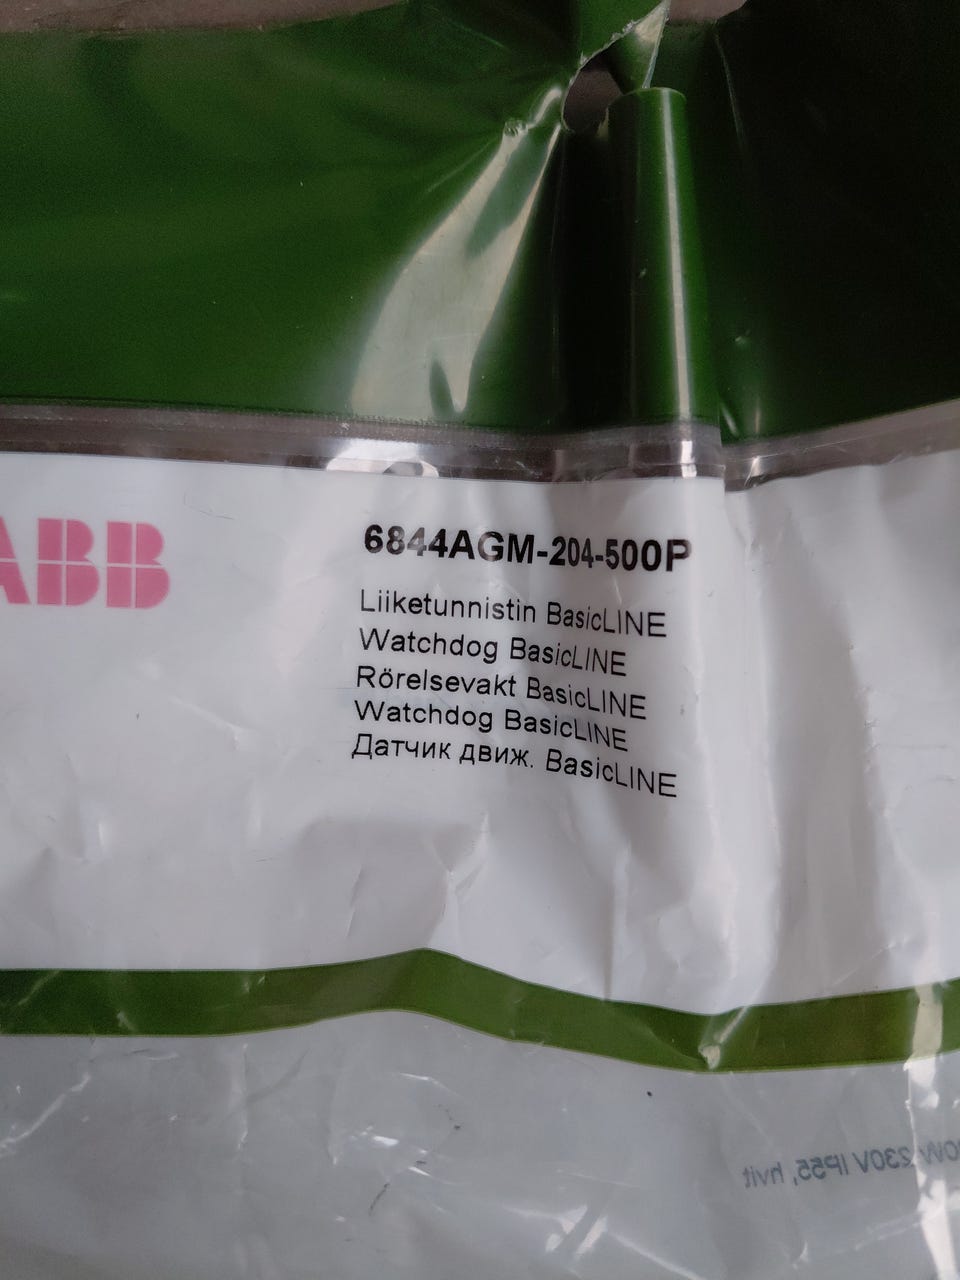 ABB
6844AGM-204-500P
Liiketunnistin BasicLINE
Watchdog BasicLINE
Rörelsevakt BasicLINE
Watchdog BasicLINE
Датчик движ. BasicLINE
230V IP55, hvit